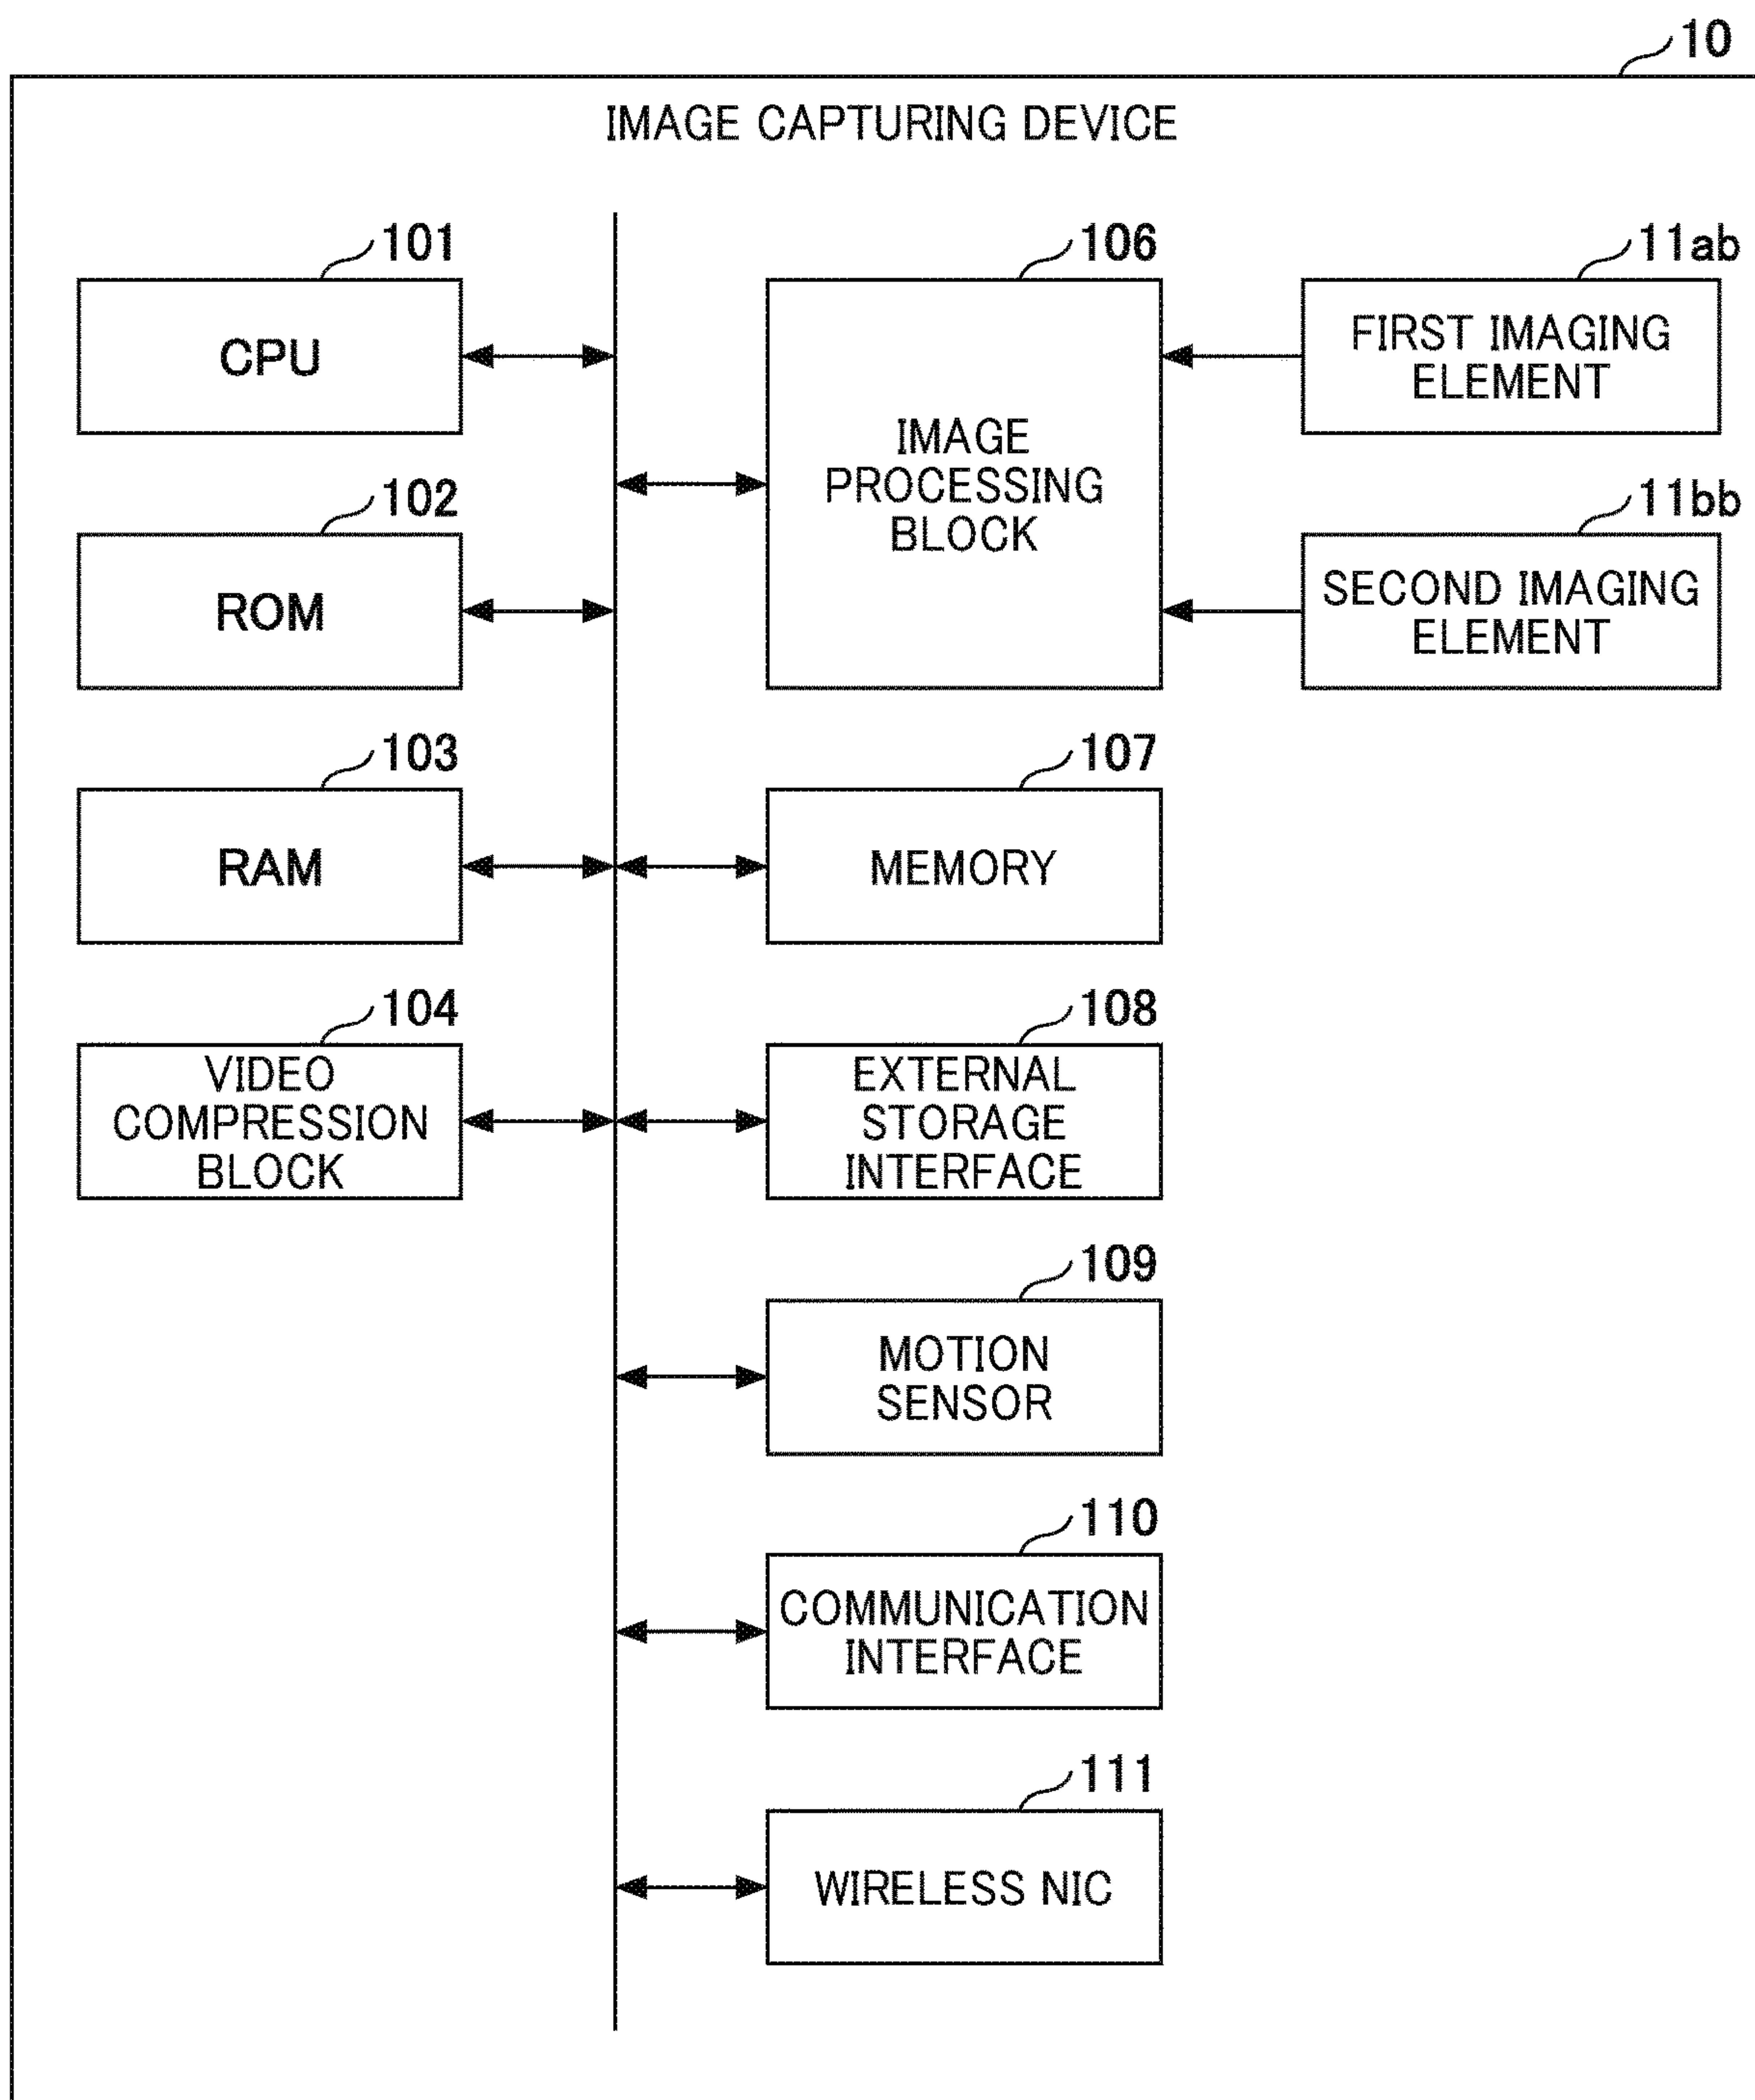 10
IMAGE CAPTURING DEVICE
101
CPU
102
ROM
103
RAM
104
VIDEO
COMPRESSION
BLOCK
106
IMAGE
PROCESSING
BLOCK
11ab
FIRST IMAGING
ELEMENT
11bb
SECOND IMAGING
ELEMENT
107
MEMORY
108
EXTERNAL
STORAGE
INTERFACE
109
MOTION
SENSOR
110
COMMUNICATION
INTERFACE
111
WIRELESS NIC